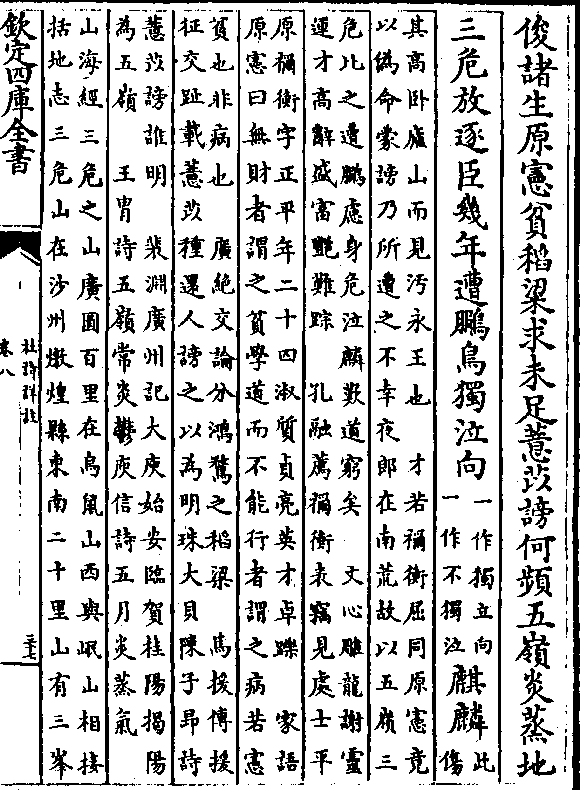 俊諸生原憲貧稻粱求未足薏苡謗何頻五嶺炎蒸地
三危放逐臣幾年遭鵩鳥獨泣向一作獨立向一作不獨泣麒麟此傷
其高卧廬山而見汚永王也 才若禰衡屈同原憲竟
以偽命蒙謗乃所遭之不幸夜郎在南荒故以五嶺三
危比之遭鵬慮身危泣麟歎道窮矣 文心雕龍謝靈
運才高辭盛富艷難踪 孔融薦禰衡表竊見處士平
原禰衡字正平年二十四淑質貞亮英才卓躒 家語
原憲曰無財者謂之貧學道而不能行者謂之病若憲
貧也非病也 廣絶交論分鴻鶩之稻粱 馬援傳援
征交趾載薏苡種還人謗之以為明珠大貝 陳子昂詩
薏苡謗誰明 裴淵廣州記大庾始安臨賀桂陽揭陽
為五嶺 王胄詩五嶺常炎鬱庾信詩五月炎蒸氣
山海經三危之山廣圓百里在鳥鼠山西與岷山相接
括地志三危山在沙州燉煌縣東南二十里山有三峯
欽定四庫全書
杜詩詳註
卷八